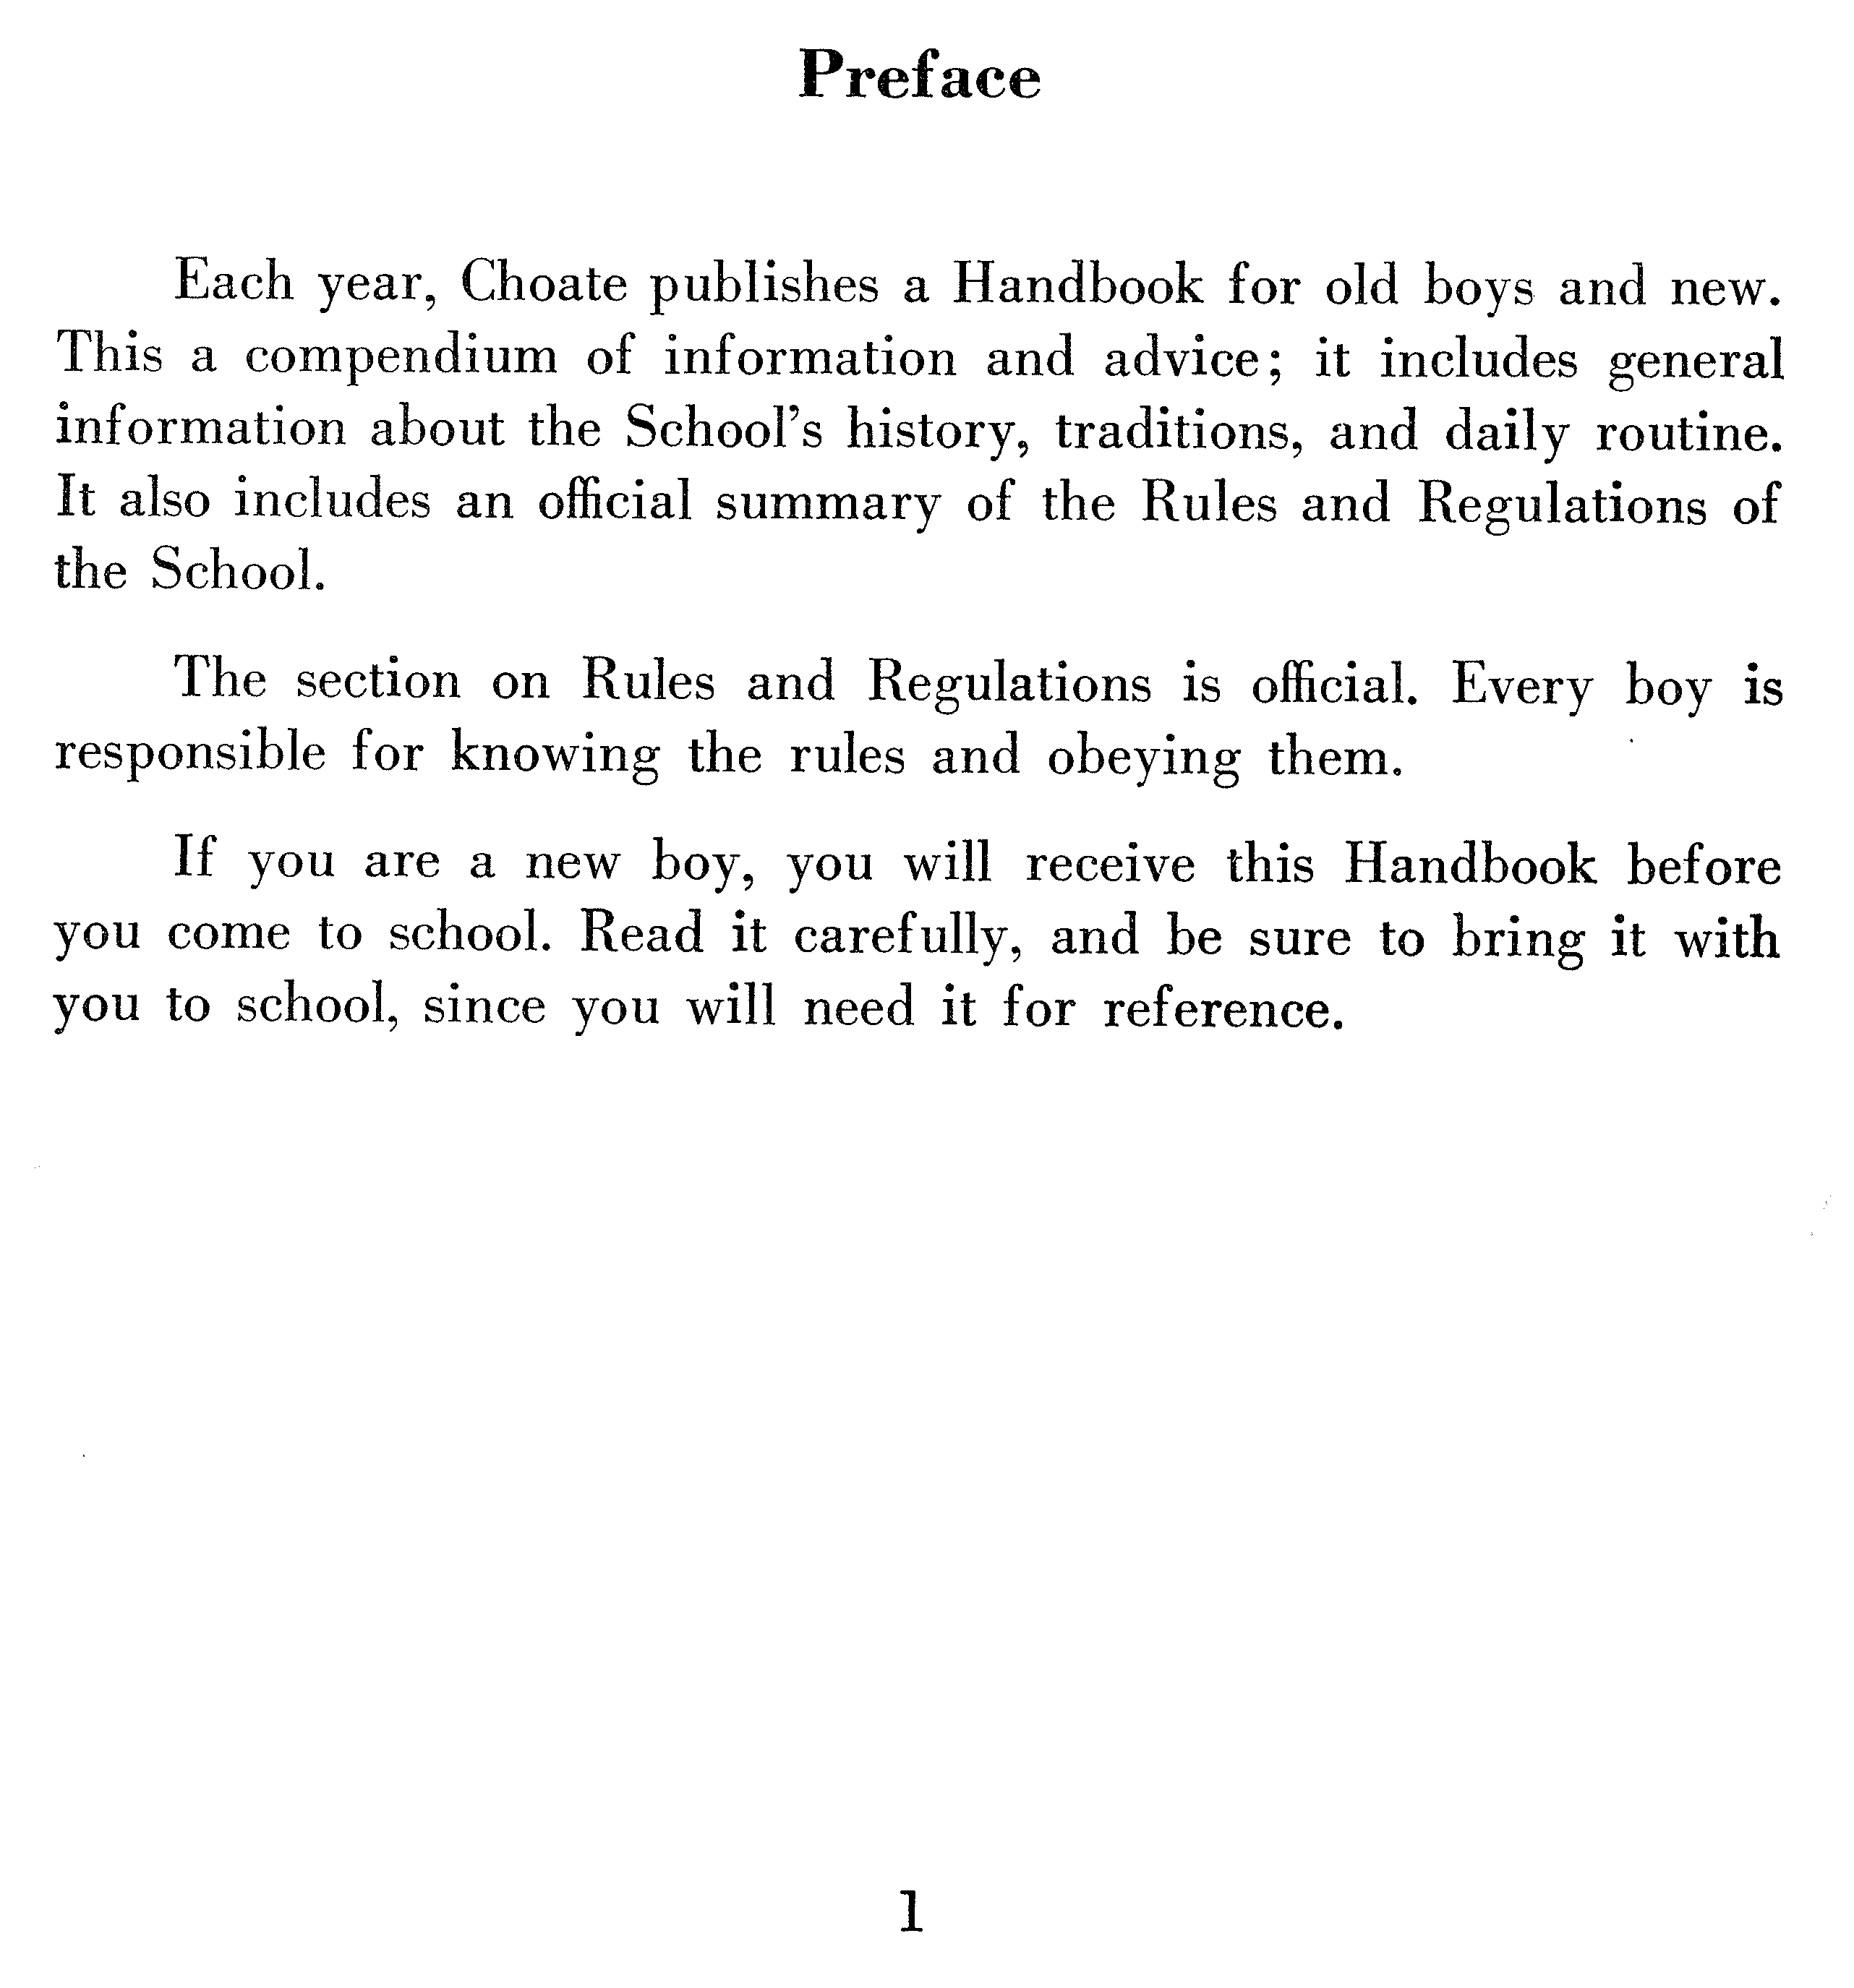 Preface
Each year, Choate publishes a Handbook for old boys and new.
This a compendium of information and advice; it includes general
information about the School's history, traditions, and daily routine.
It also includes an official summary of the Rules and Regulations of
the School.
The section on Rules and Regulations is official. Every boy is
responsible for knowing the rules and obeying them.
If you are a new boy, you will receive this Handbook before
you come to school. Read it carefully, and be sure to bring it with
you to school, since you will need it for reference.
1